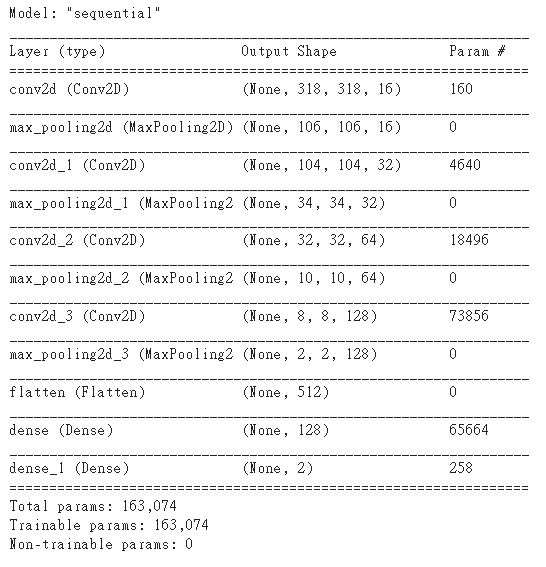 Model: "sequential"
_________________________________________________________________
Layer (type)                 Output Shape              Param #
=================================================================
conv2d (Conv2D)              (None, 318, 318, 16)      160
_________________________________________________________________
max_pooling2d (MaxPooling2D) (None, 106, 106, 16)      0
_________________________________________________________________
conv2d_1 (Conv2D)            (None, 104, 104, 32)      4640
_________________________________________________________________
max_pooling2d_1 (MaxPooling2 (None, 34, 34, 32)        0
_________________________________________________________________
conv2d_2 (Conv2D)            (None, 32, 32, 64)        18496
_________________________________________________________________
max_pooling2d_2 (MaxPooling2 (None, 10, 10, 64)        0
_________________________________________________________________
conv2d_3 (Conv2D)            (None, 8, 8, 128)         73856
_________________________________________________________________
max_pooling2d_3 (MaxPooling2 (None, 2, 2, 128)         0
_________________________________________________________________
flatten (Flatten)            (None, 512)               0
_________________________________________________________________
dense (Dense)                (None, 128)               65664
_________________________________________________________________
dense_1 (Dense)              (None, 2)                 258
=================================================================
Total params: 163,074
Trainable params: 163,074
Non-trainable params: 0